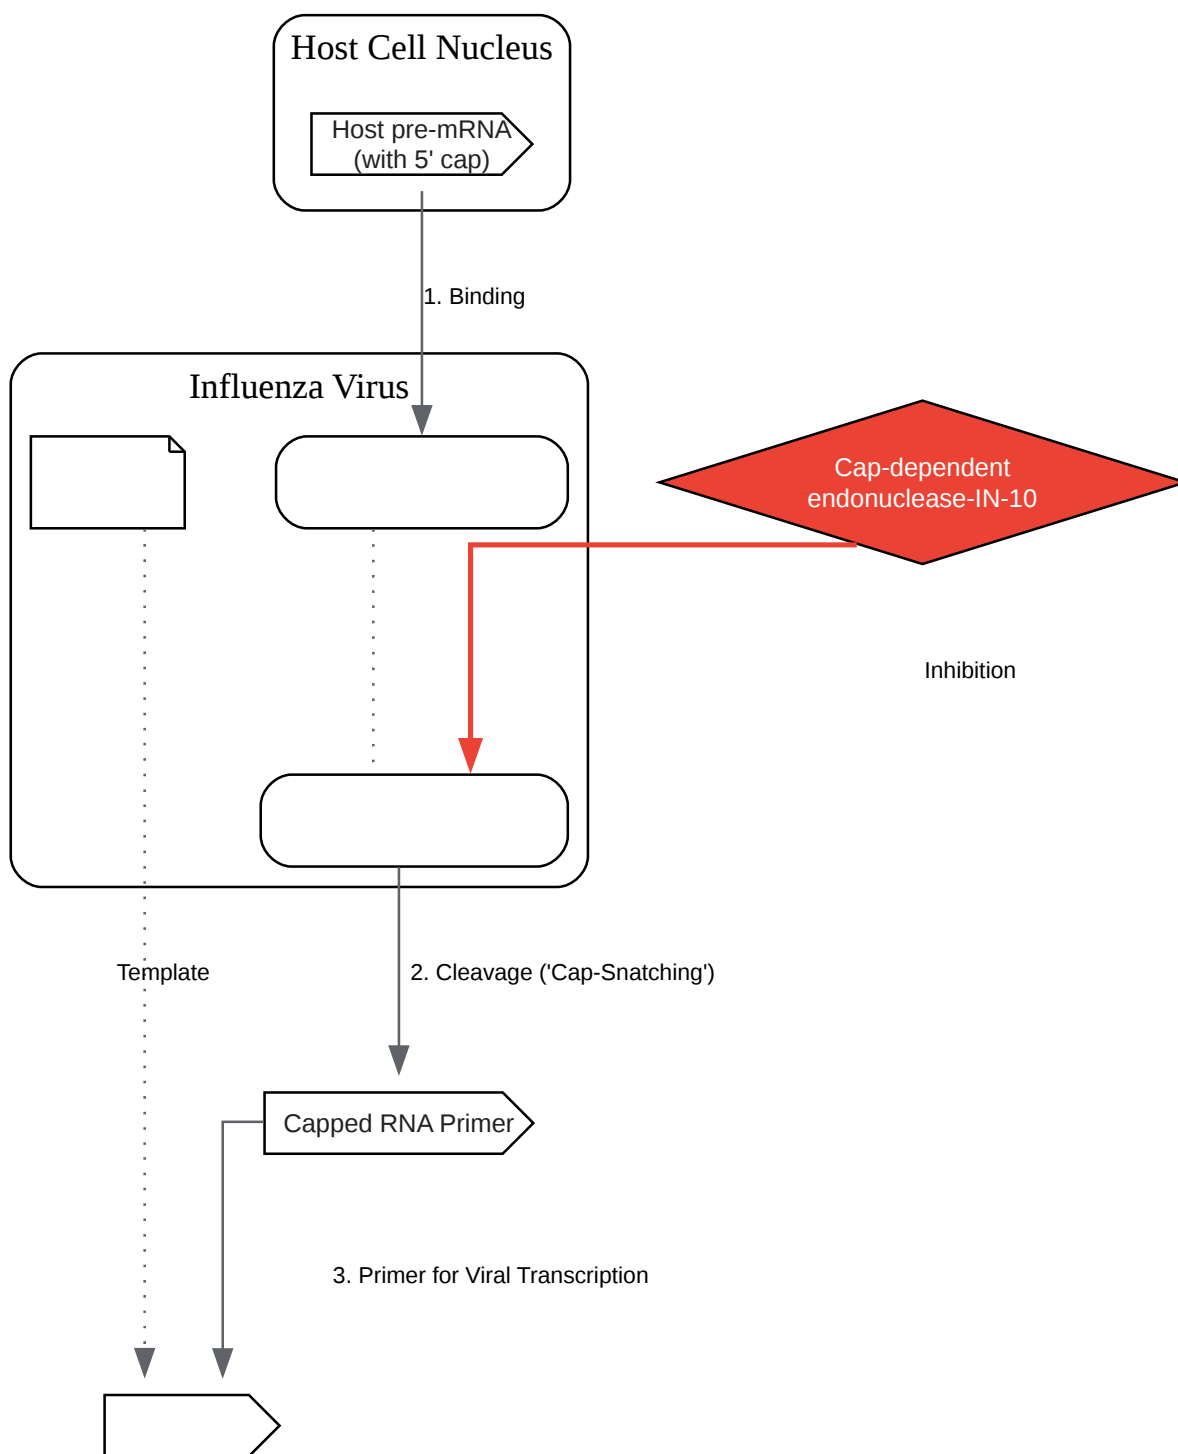 Host Cell Nucleus
Host pre-mRNA
(with 5' cap)
1. Binding
Influenza Virus
Cap-dependent
endonuclease-IN-10
Inhibition
Template
2. Cleavage ('Cap-Snatching')
Capped RNA Primer
3. Primer for Viral Transcription